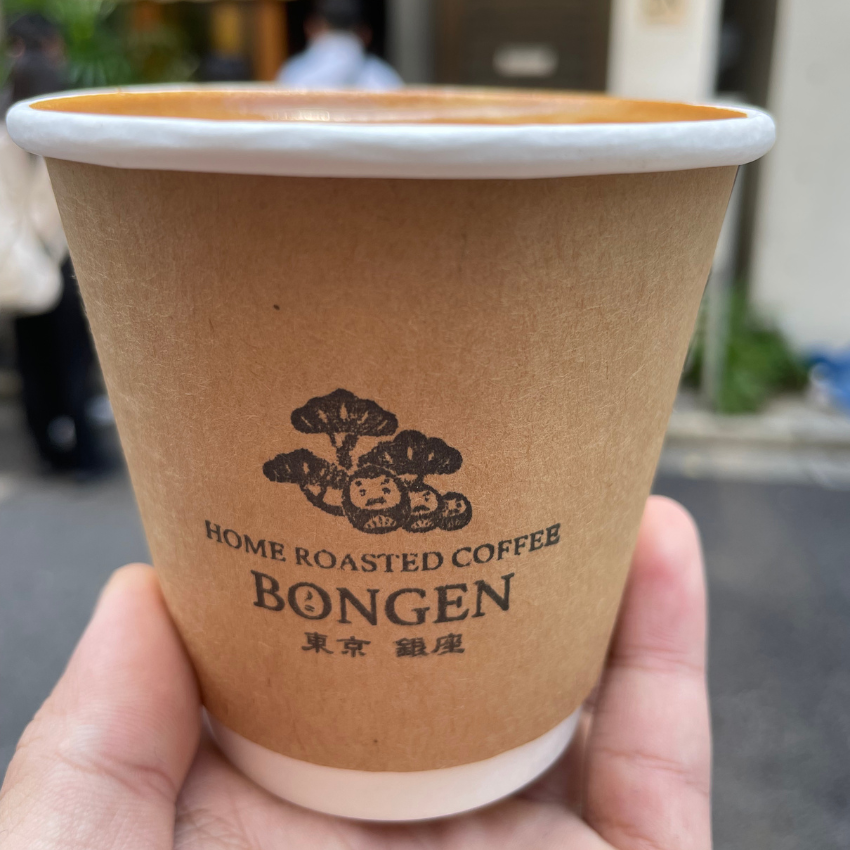 HOME ROASTED COFFEE
BONGEN
東京 銀座